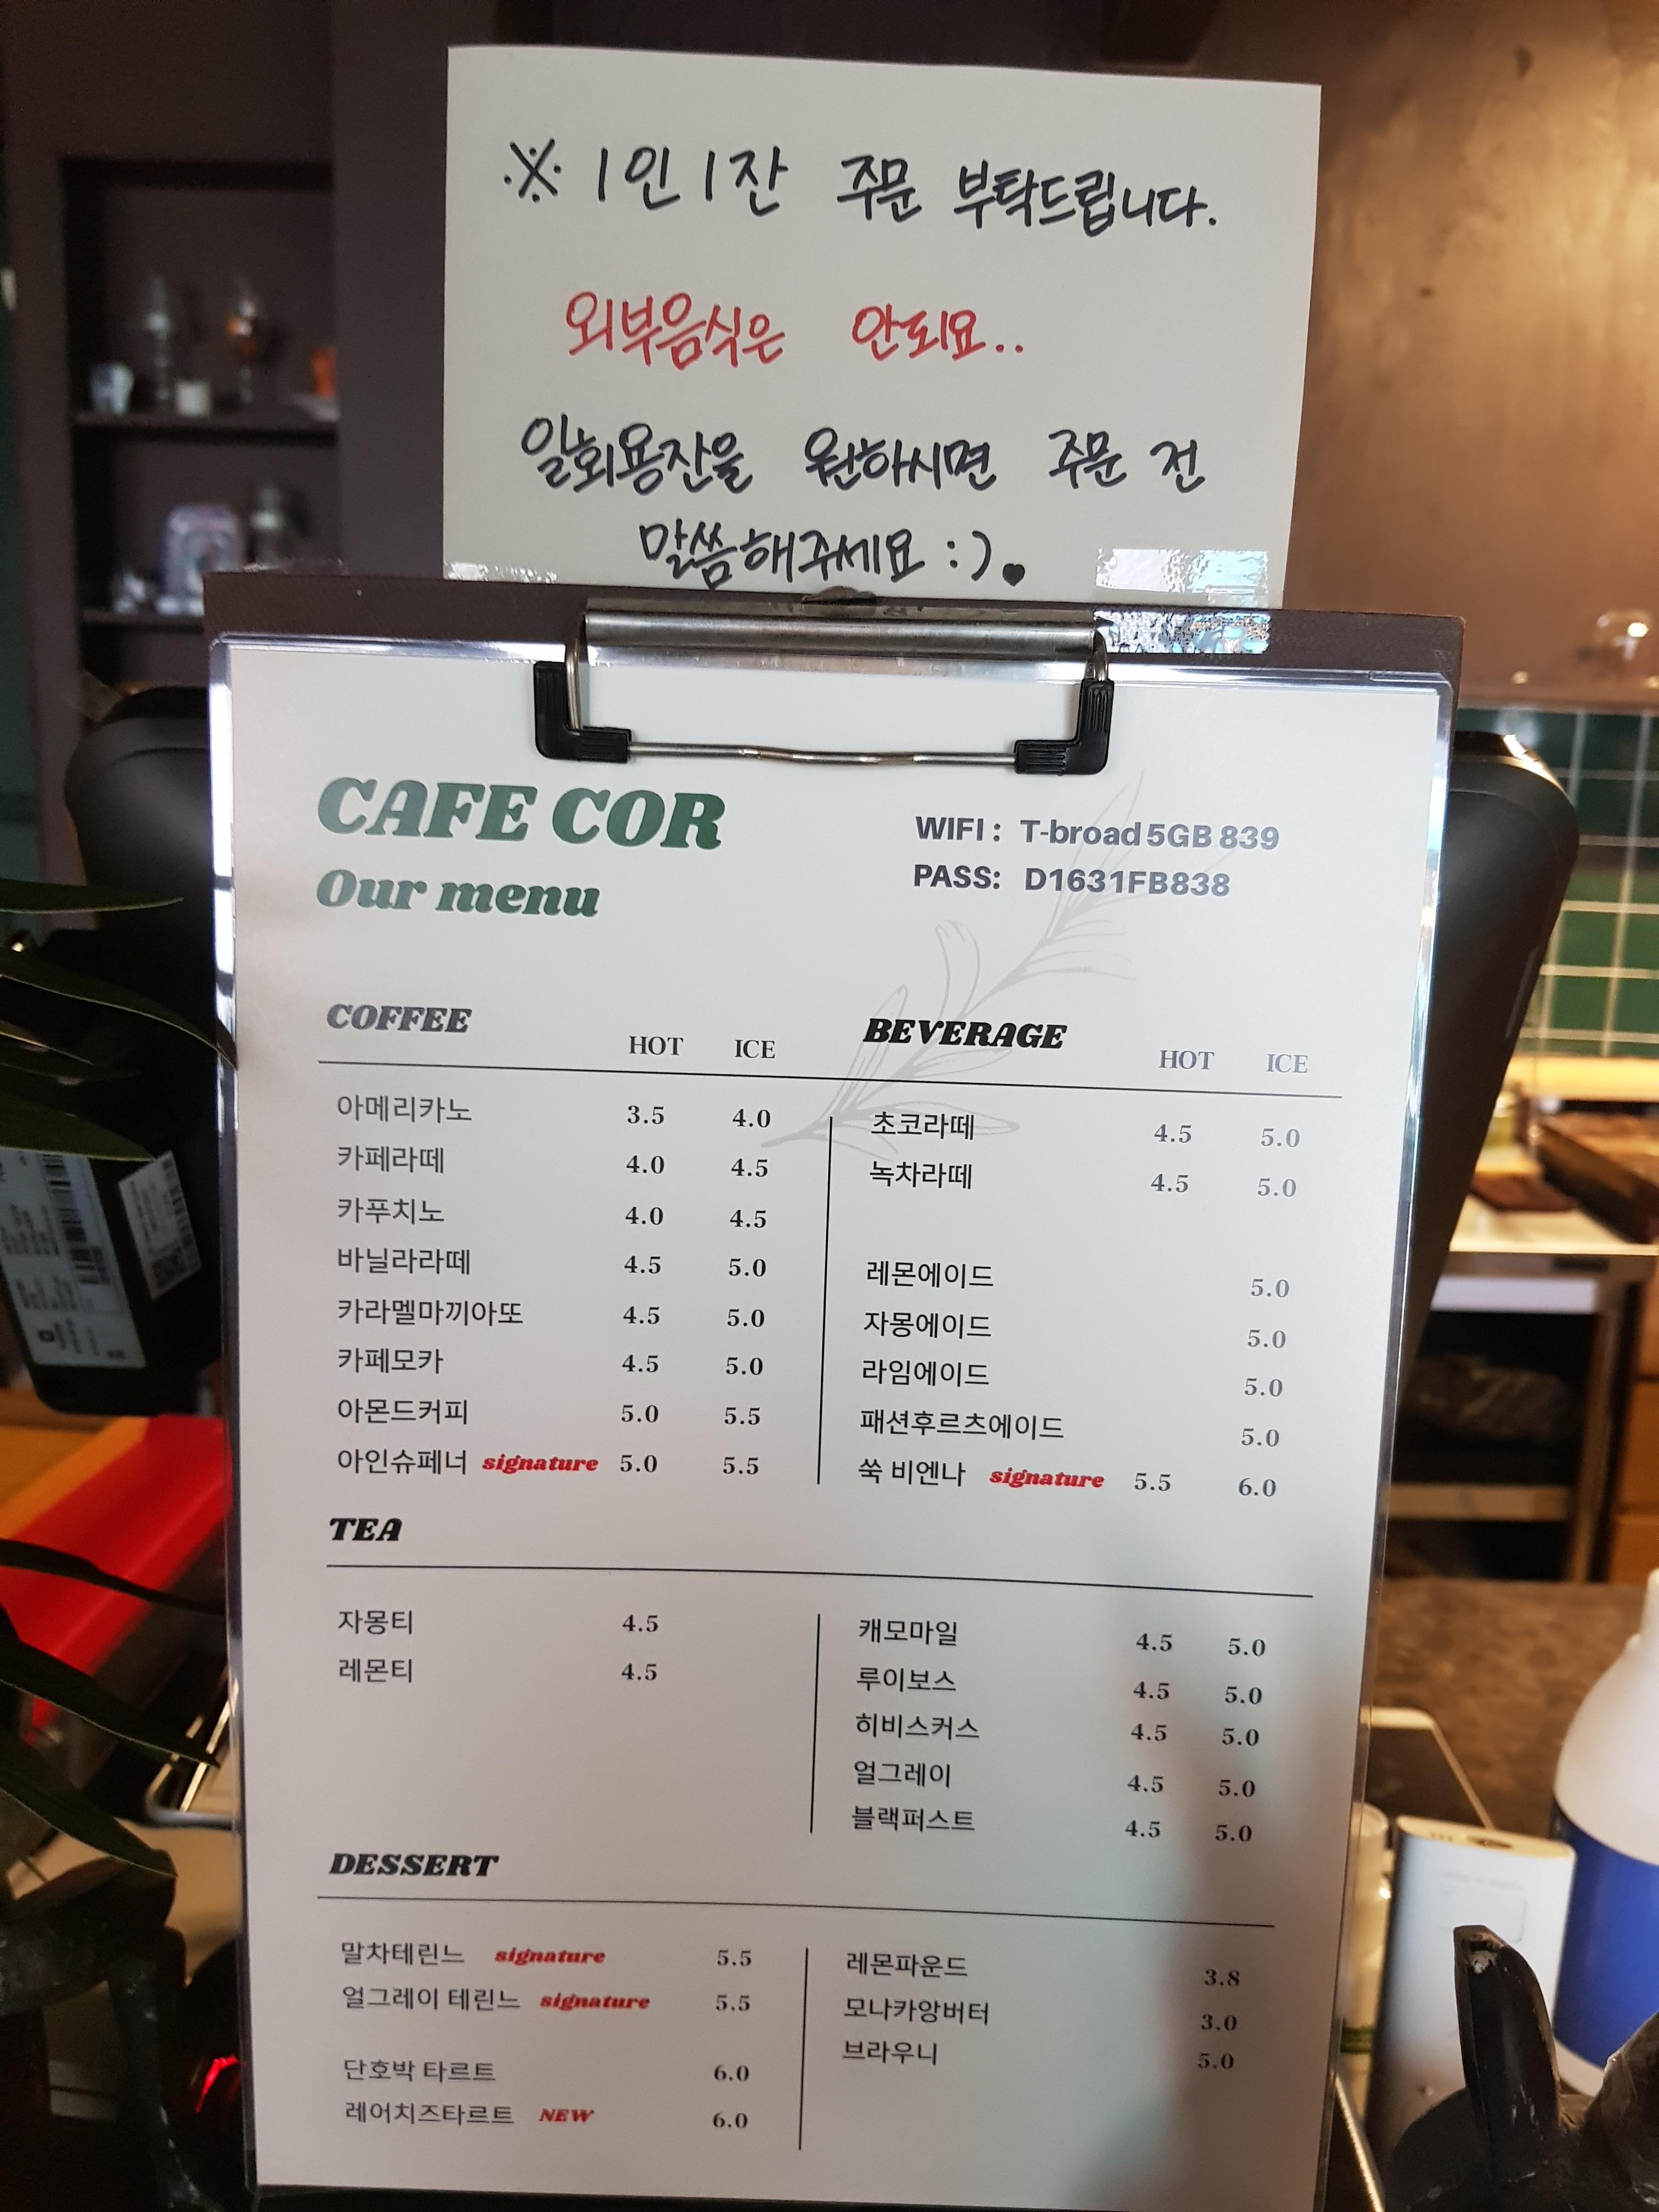 ※ 1인 1잔 주문 부탁드립니다.
외부음식은 안되요..
일회용잔을 원하시면 주문 전
말씀해주세요 :).♥
CAFE COR
Our menu
WIFI : T-broad 5GB 839
PASS: D1631FB838
COFFEE HOT ICE
아메리카노 3.5 4.0
카페라떼 4.0 4.5
카푸치노 4.0 4.5
바닐라라떼 4.5 5.0
카라멜마끼아또 4.5 5.0
카페모카 4.5 5.0
아몬드커피 5.0 5.5
아인슈페너 signature 5.0 5.5
BEVERAGE HOT ICE
초코라떼 4.5 5.0
녹차라떼 4.5 5.0
레몬에이드 5.0
자몽에이드 5.0
라임에이드 5.0
패션후르츠에이드 5.0
쑥 비엔나 signature 5.5 6.0
TEA
자몽티 4.5
레몬티 4.5
캐모마일 4.5 5.0
루이보스 4.5 5.0
히비스커스 4.5 5.0
얼그레이 4.5 5.0
블랙퍼스트 4.5 5.0
DESSERT
말차테린느 signature 5.5
얼그레이 테린느 signature 5.5
단호박 타르트 6.0
레어치즈타르트 NEW 6.0
레몬파운드 3.8
모나카앙버터 3.0
브라우니 5.0